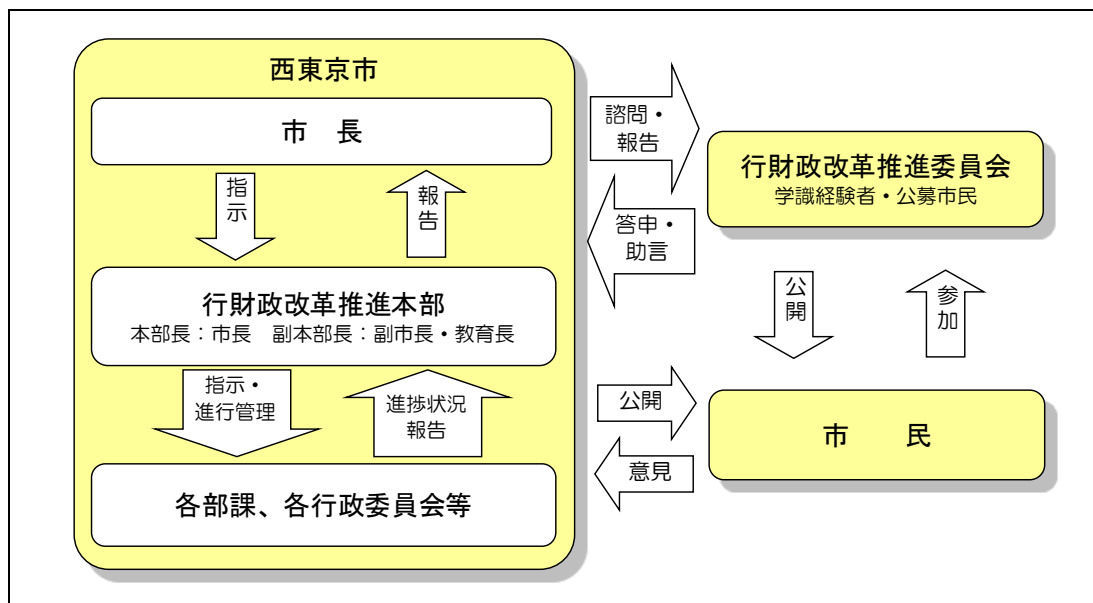 西東京市
市　長
指示
報告
行財政改革推進本部
本部長：市長　副本部長：副市長・教育長
指示・
進行管理
進捗状況
報告
各部課、各行政委員会等
諮問・
報告
答申・
助言
行財政改革推進委員会
学識経験者・公募市民
公開
参加
公開
意見
市　　民